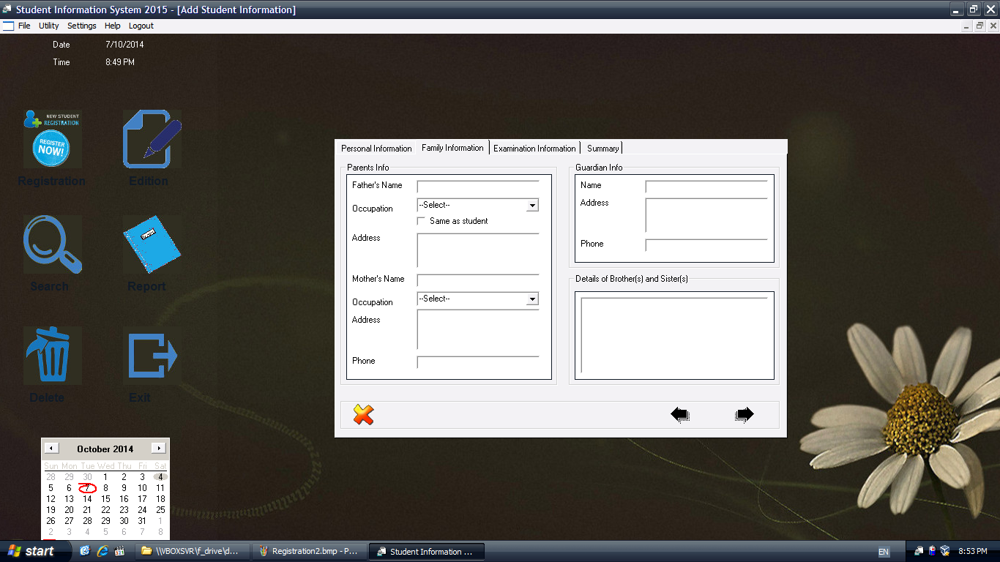 Student Information System 2015 - [Add Student Information]
File Utility Settings Help Logout
Date 7/10/2014
Time 8:49 PM
NEW STUDENT
REGISTRATION
REGISTER
NOW!
Registration
Edition
Search
Report
Delete
Exit
Personal Information Family Information Examination Information Summary
Parents Info
Father's Name
Occupation --Select--
Same as student
Address
Mother's Name
Occupation --Select--
Address
Phone
Guardian Info
Name
Address
Phone
Details of Brother(s) and Sister(s)
October 2014
Sun Mon Tue Wed Thu Fri Sat
28 29 30 1 2 3 4
5 6 7 8 9 10 11
12 13 14 15 16 17 18
19 20 21 22 23 24 25
26 27 28 29 30 31 1
2 3 4 5 6 7 8
start
\\VBOXSVR\f_drive\d...
Registration2.bmp - P...
Student Information ...
EN
8:53 PM